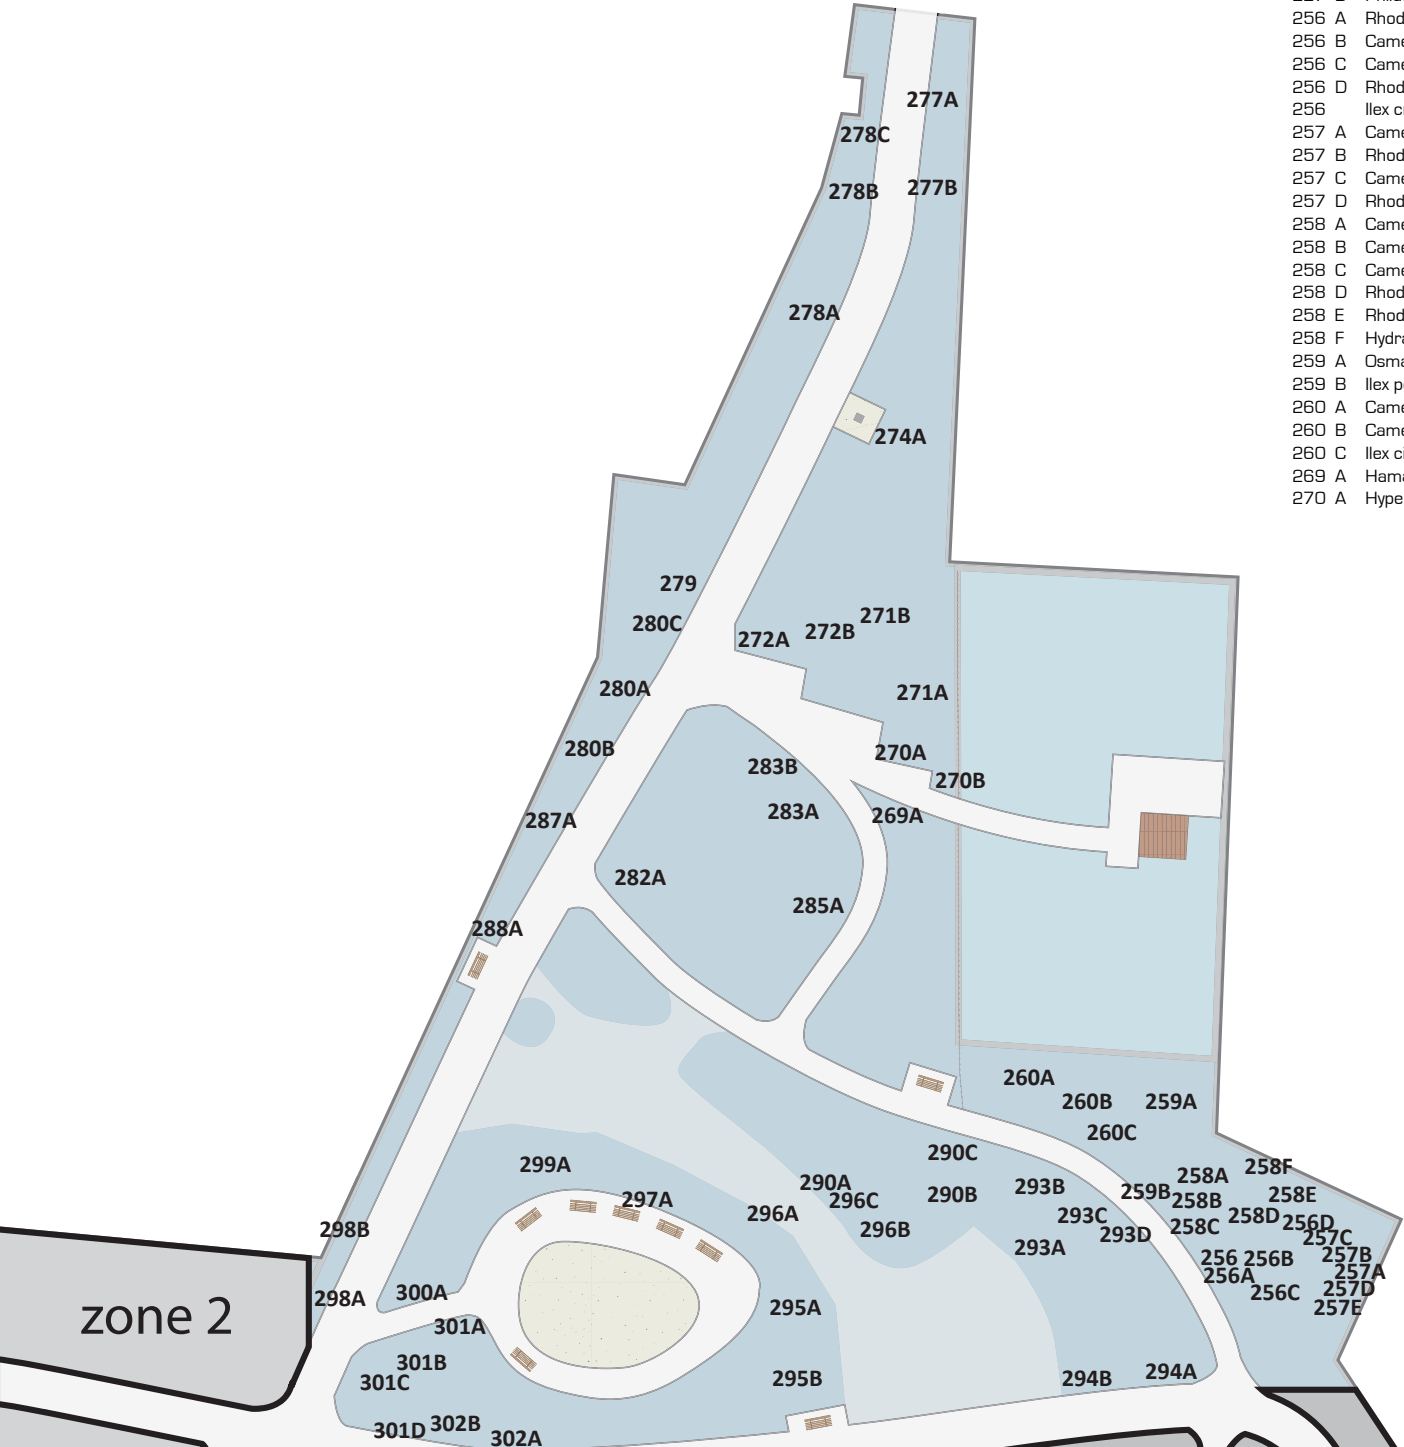 256 A Rhod
256 B Came
256 C Came
256 D Rhod
256 Ilex c
257 A Came
257 B Rhod
257 C Came
257 D Rhod
258 A Came
258 B Came
258 C Came
258 D Rhod
258 E Rhod
258 F Hydra
259 A Osma
259 B Ilex p
260 A Came
260 B Came
260 C Ilex ci
269 A Hama
270 A Hype
277A
278C
278B
277B
278A
274A
279
280C
271B
272B
272A
280A
271A
280B
270A
283B
270B
283A
269A
287A
282A
285A
288A
260A
260B
259A
260C
290C
299A
258F
258A
290A
293B
259B
290B
258E
297A
296C
258B
296A
293C
258D
256D
258C
298B
296B
293D
257C
293A
257B
256
256B
257A
256A
257D
300A
256C
298A
295A
257E
zone 2
301A
301B
294A
295B
294B
301C
302B
301D
302A